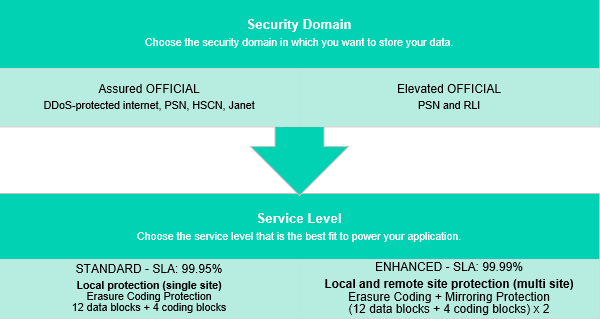 Security Domain
Choose the security domain in which you want to store your data.
Assured OFFICIAL
DDoS-protected internet, PSN, HSCN, Janet
Elevated OFFICIAL
PSN and RLI
Service Level
Choose the service level that is the best fit to power your application.
STANDARD - SLA: 99.95%
Local protection (single site)
Erasure Coding Protection
12 data blocks + 4 coding blocks
ENHANCED - SLA: 99.99%
Local and remote site protection (multi site)
Erasure Coding + Mirroring Protection
(12 data blocks + 4 coding blocks) x 2